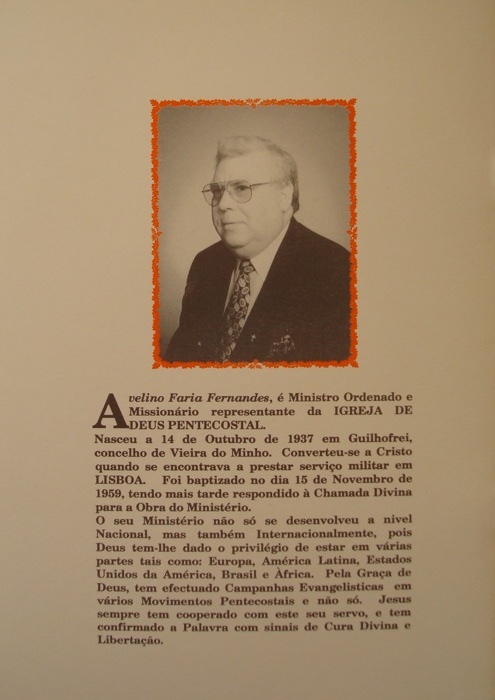 Avelino Faria Fernandes, é Ministro Ordenado e
Missionário representante da IGREJA DE
DEUS PENTECOSTAL.
Nasceu a 14 de Outubro de 1937 em Guilhofrei,
concelho de Vieira do Minho. Converteu-se a Cristo
quando se encontrava a prestar serviço militar em
LISBOA. Foi baptizado no dia 15 de Novembro de
1959, tendo mais tarde respondido à Chamada Divina
para a Obra do Ministério.
O seu Ministério não só se desenvolveu a nivel
Nacional, mas também Internacionalmente, pois
Deus tem-lhe dado o privilégio de estar em várias
partes tais como: Europa, América Latina, Estados
Unidos da América, Brasil e Àfrica. Pela Graça de
Deus, tem efectuado Campanhas Evangelisticas em
vários Movimentos Pentecostais e não só. Jesus
sempre tem cooperado com este seu servo, e tem
confirmado a Palavra com sinais de Cura Divina e
Libertação.